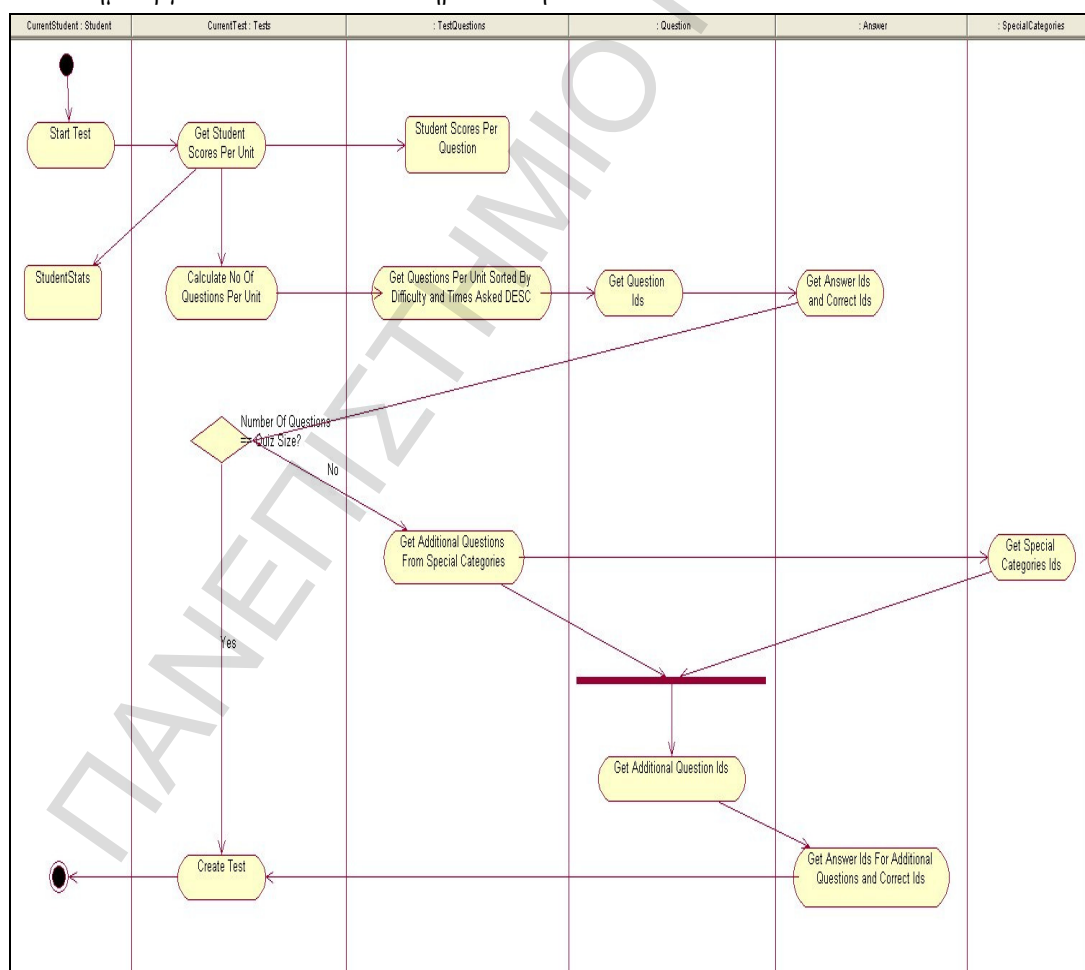 CurrentStudent : Student
CurrentTest : Tests
: TestQuestions
: Question
: Answer
: SpecialCategories
Start Test
Get Student
Scores Per Unit
Student Scores Per
Question
StudentStats
Calculate No Of
Questions Per Unit
Get Questions Per Unit Sorted By
Difficulty and Times Asked DESC
Get Question
Ids
Get Answer Ids
and Correct Ids
Number Of Questions
== Quiz Size?
No
Get Additional Questions
From Special Categories
Get Special
Categories Ids
Yes
Get Additional Question Ids
Create Test
Get Answer Ids For Additional
Questions and Correct Ids
ΠΑΝΕΠΙΣΤΗΜΙΟ